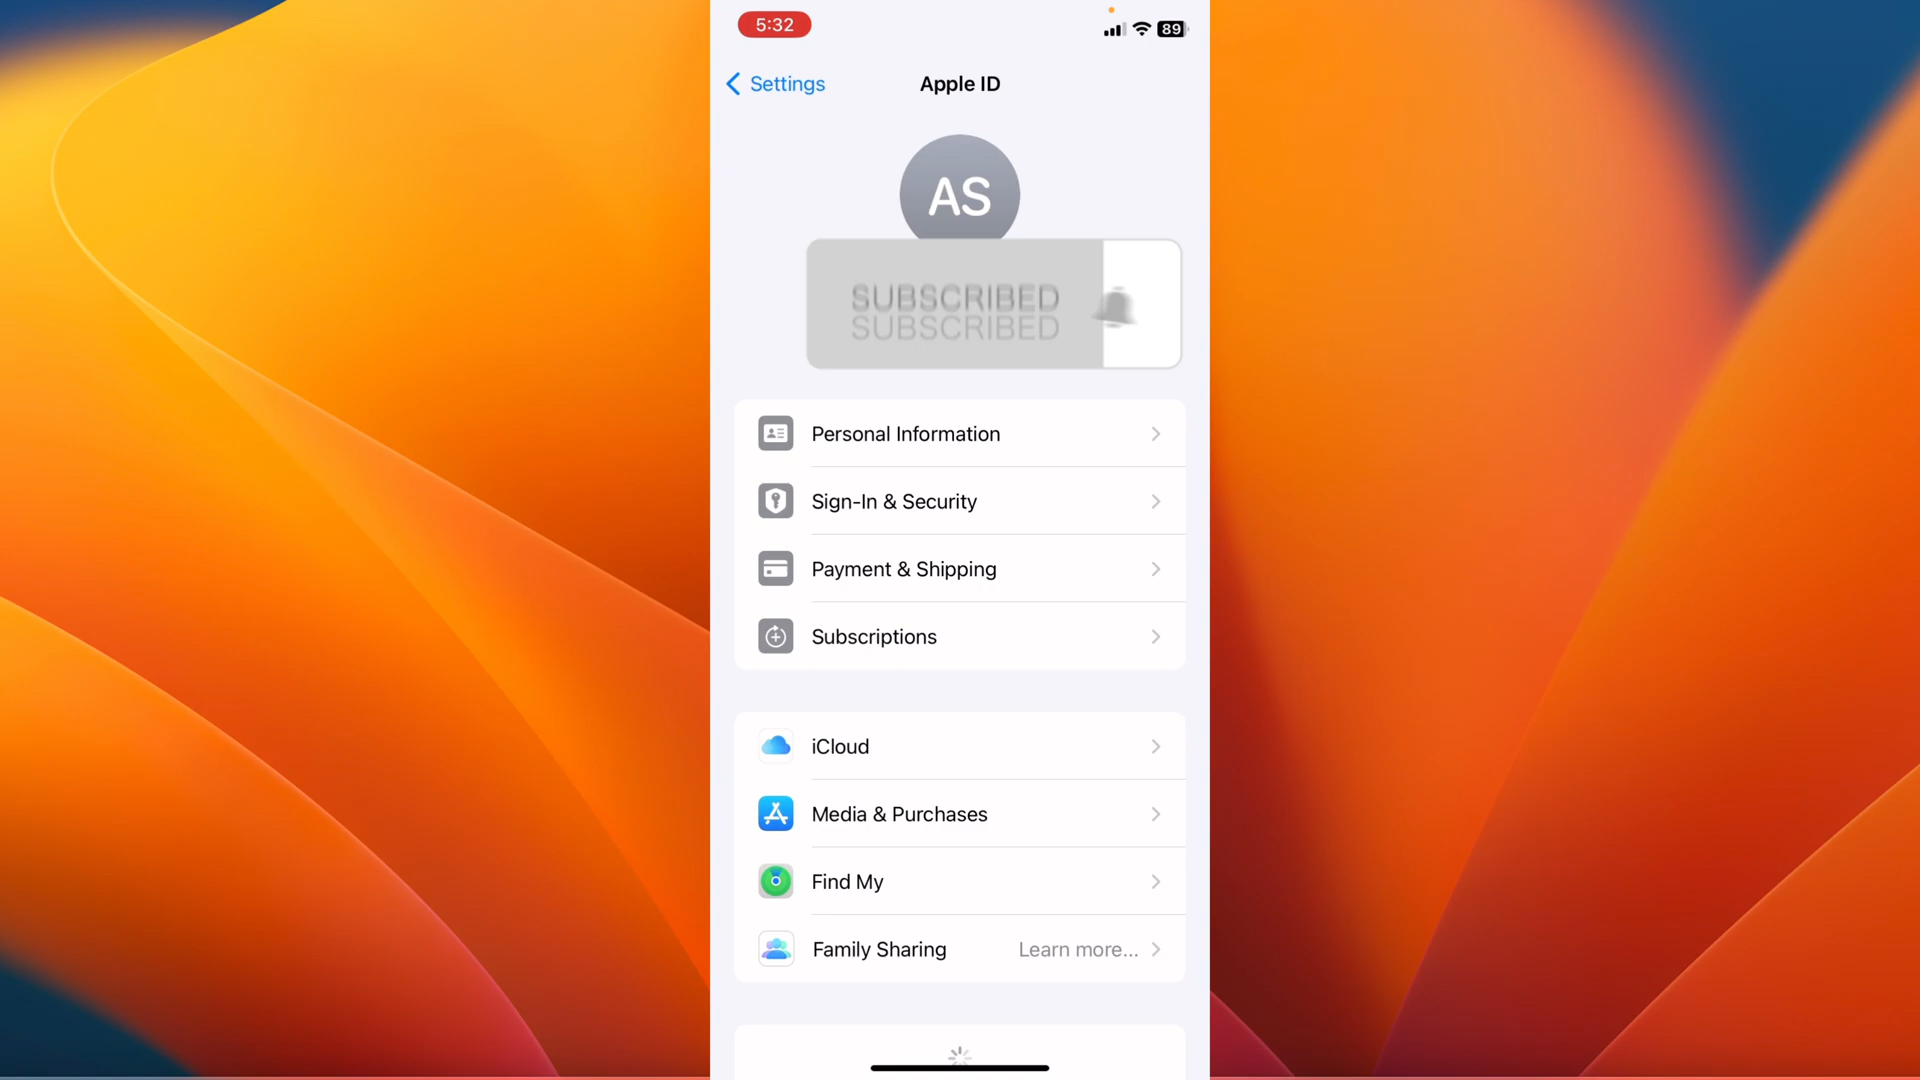 5:32
89
Settings
Apple ID
AS
SUBSCRIBED
SUBSCRIBED
Personal Information
Sign-In & Security
Payment & Shipping
Subscriptions
iCloud
Media & Purchases
Find My
Family Sharing Learn more...